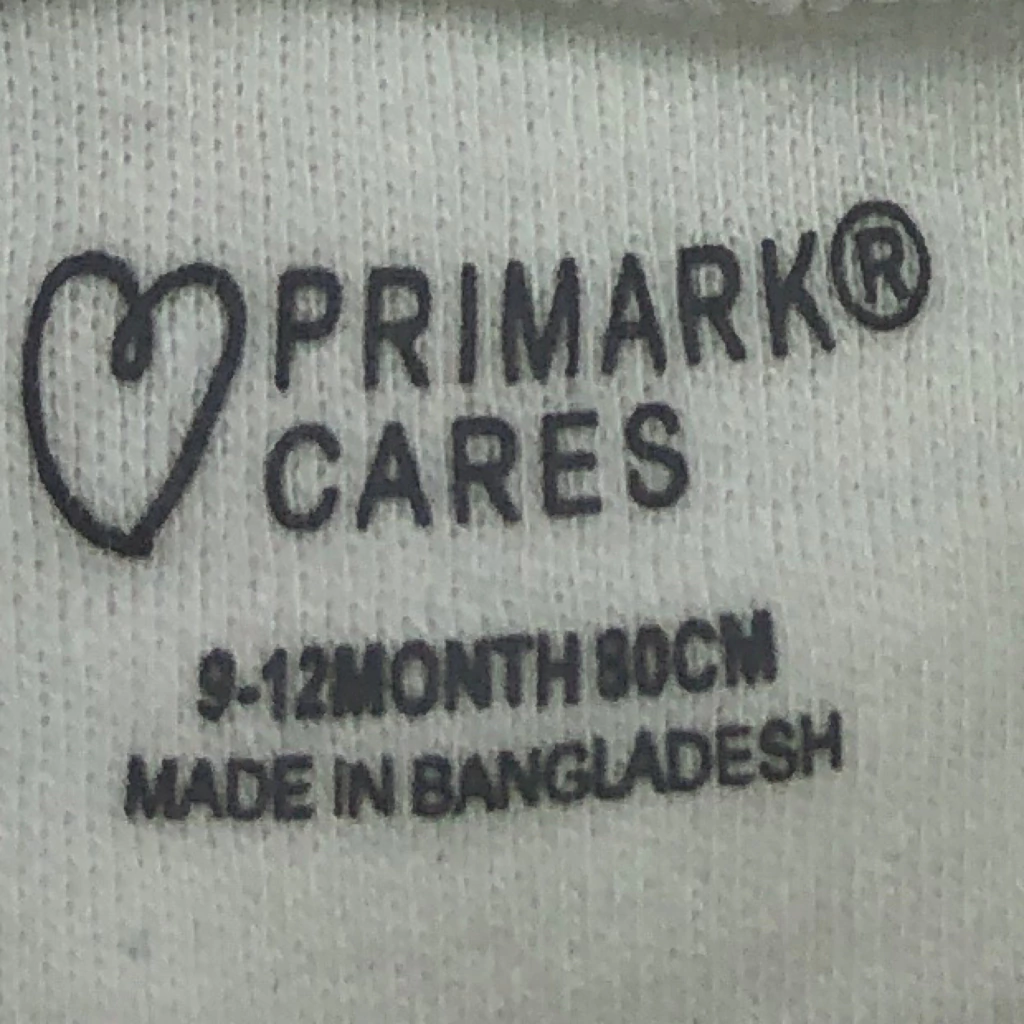 PRIMARK®
CARES
9-12MONTH 80CM
MADE IN BANGLADESH